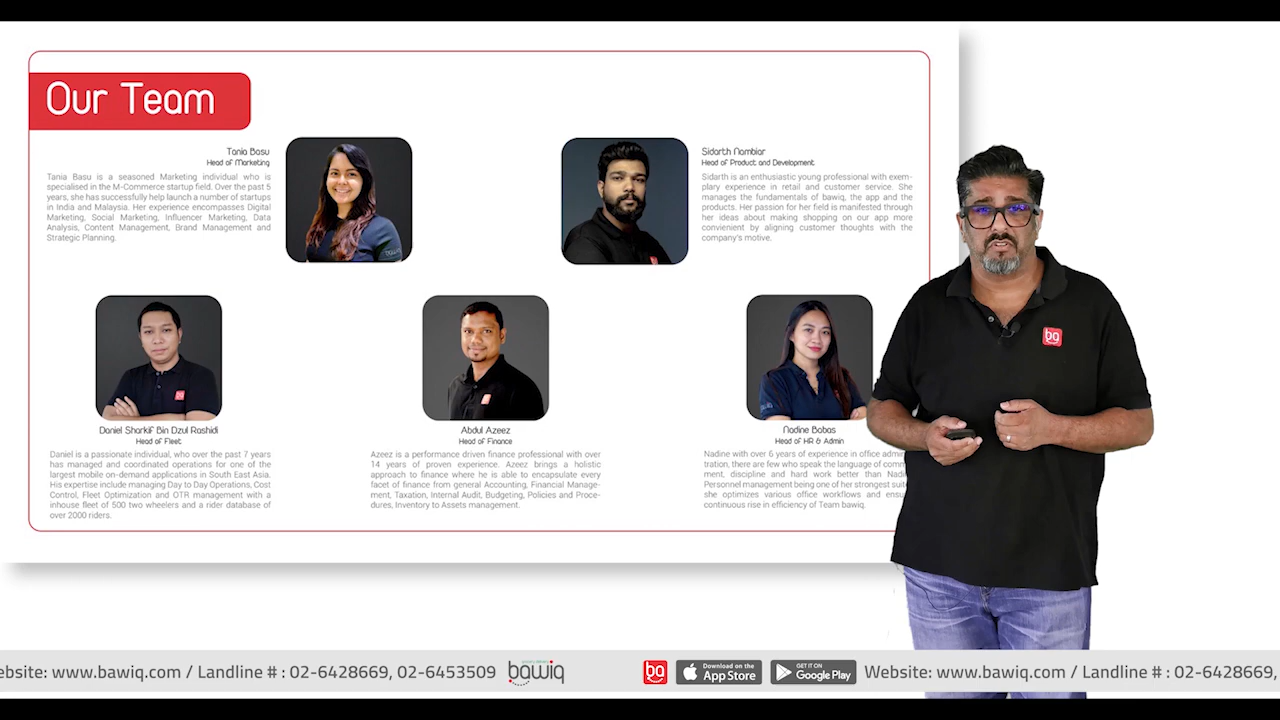 Our Team
Tania Basu
Head of Marketing
Tania Basu is a seasoned Marketing individual who is
specialised in the M-Commerce startup field. Over the past 5
years, she has successfully help launch a number of startups
in India and Malaysia. Her experience encompasses Digital
Marketing, Social Marketing, Influencer Marketing, Data
Analysis, Content Management, Brand Management and
Strategic Planning.
Sidarth Nambiar
Head of Product and Development
Sidarth is an enthusiastic young professional with exem-
plary experience in retail and customer service. She
manages the fundamentals of bawiq, the app and the
products. Her passion for her field is manifested through
her ideas about making shopping on our app more
convienient by aligning customer thoughts with the
company's motive.
Daniel Sharkif Bin Dzul Rashidi
Head of Fleet
Daniel is a passionate individual, who over the past 7 years
has managed and coordinated operations for one of the
largest mobile on-demand applications in South East Asia.
His expertise include managing Day to Day Operations, Cost
Control, Fleet Optimization and OTR management with a
inhouse fleet of 500 two wheelers and a rider database of
over 2000 riders.
Abdul Azeez
Head of Finance
Azeez is a performance driven finance professional with over
14 years of proven experience. Azeez brings a holistic
approach to finance where he is able to encapsulate every
facet of finance from general Accounting, Financial Manage-
ment, Taxation, Internal Audit, Budgeting, Policies and Proce-
dures, Inventory to Assets management.
Nadine Bobas
Head of HR & Admin
Nadine with over 6 years of experience in office admin
tration, there are few who speak the language of comm
ment, discipline and hard work better than Nadi
Personnel management being one of her strongest suit
she optimizes various office workflows and ensu
continuous rise in efficiency of Team bawiq.
bq
ebsite: www.bawiq.com / Landline # : 02-6428669, 02-6453509 bawiq bq Download on the App Store GET IT ON Google Play Website: www.bawiq.com / Landline # : 02-6428669,